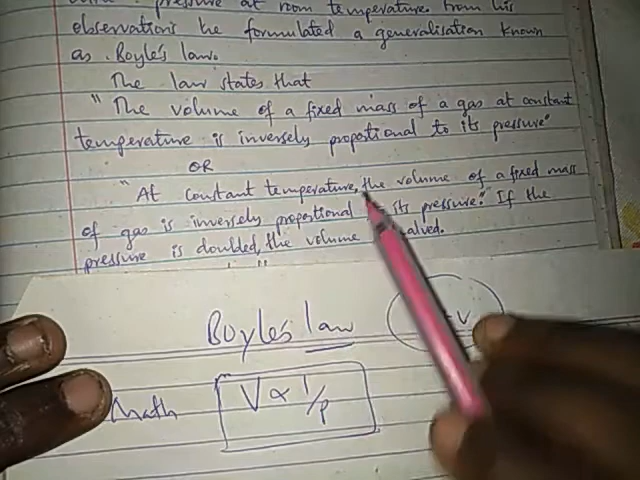 pressure at room temperature. From his
observations he formulated a generalisation known
as Boyle's law.
The law states that
"The volume of a fixed mass of a gas at constant
temperature is inversely proportional to its pressure"
OR
"At constant temperature, the volume of a fixed mass
of gas is inversely proportional its pressure." If the
pressure is doubled, the volume halved.
Boyle's law
V
Math V ∝ 1/P